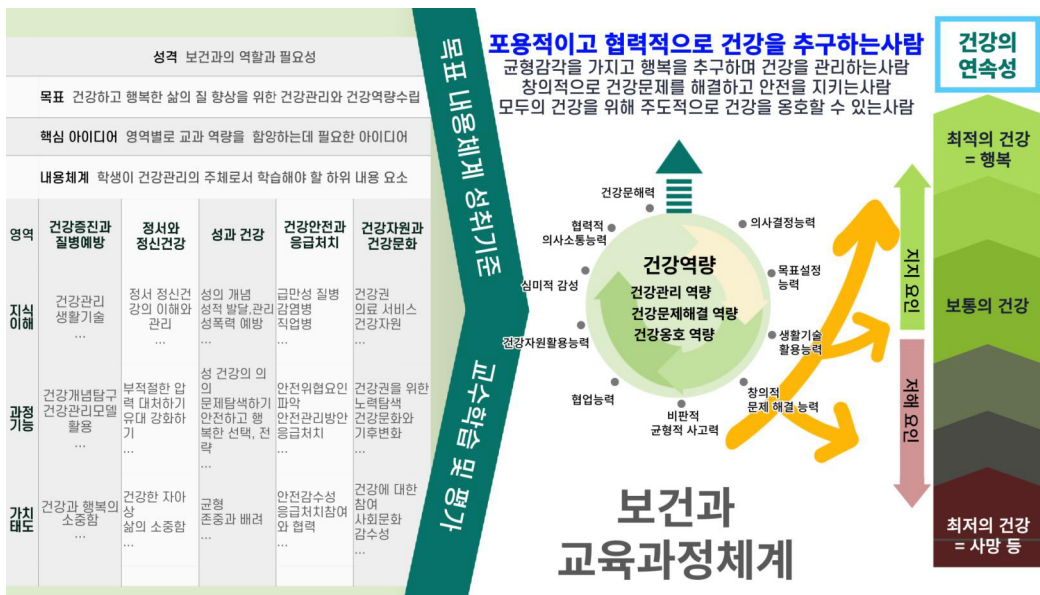 성격 보건과의 역할과 필요성
목표 건강하고 행복한 삶의 질 향상을 위한 건강관리와 건강역량수립
핵심 아이디어 영역별로 교과 역량을 함양하는데 필요한 아이디어
내용체계 학생이 건강관리의 주체로서 학습해야 할 하위 내용 요소
영역
건강증진과
질병예방
정서와
정신건강
성과 건강
건강안전과
응급처치
건강자원과
건강문화
지식
이해
건강관리
생활기술
...
정서 정신건
강의 이해와
관리
...
성의 개념
성적 발달,관리
성폭력 예방
...
급만성 질병
감염병
직업병
...
건강권
의료 서비스
건강자원
...
과정
기능
건강개념탐구
건강관리모델
활용
...
부적절한 압
력 대처하기
유대 강화하
기
...
성 건강의 의
의
문제탐색하기
안전하고 행
복한 선택, 전
략
...
안전위협요인
파악
안전관리방안
응급처치
...
건강권을 위한
노력탐색
건강문화와
기후변화
...
가치
태도
건강과 행복의
소중함
...
건강한 자아
상
삶의 소중함
...
균형
존중과 배려
...
안전감수성
응급처치참여
와 협력
...
건강에 대한
참여
사회문화
감수성
...
목표 내용체계 성취기준
교수학습 및 평가
포용적이고 협력적으로 건강을 추구하는사람
균형감각을 가지고 행복을 추구하며 건강을 관리하는사람
창의적으로 건강문제를 해결하고 안전을 지키는사람
모두의 건강을 위해 주도적으로 건강을 옹호할 수 있는사람
건강문해력
협력적
의사소통능력
심미적 감성
건강자원활용능력
협업능력
비판적
균형적 사고력
창의적
문제 해결 능력
생활기술
활용능력
목표설정
능력
의사결정능력
건강역량
건강관리 역량
건강문제해결 역량
건강옹호 역량
보건과
교육과정체계
지지 요인
저해 요인
건강의
연속성
최적의 건강
= 행복
보통의 건강
최저의 건강
= 사망 등